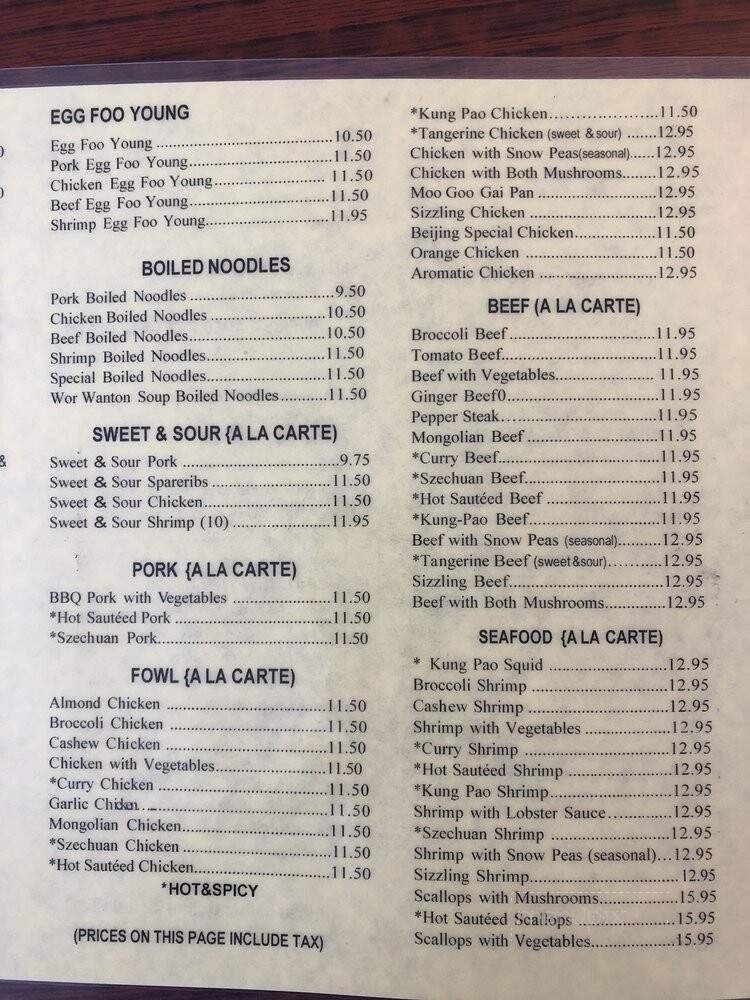 EGG FOO YOUNG
Egg Foo Young ................................10.50
Pork Egg Foo Young.........................11.50
Chicken Egg Foo Young.................... 11.50
Beef Egg Foo Young.........................11.50
Shrimp Egg Foo Young......................11.95
BOILED NOODLES
Pork Boiled Noodles ..........................9.50
Chicken Boiled Noodles .....................10.50
Beef Boiled Noodles.........................10.50
Shrimp Boiled Noodles.....................11.50
Special Boiled Noodles.....................11.50
Wor Wanton Soup Boiled Noodles..........11.50
SWEET & SOUR {A LA CARTE)
Sweet & Sour Pork ............................9.75
Sweet & Sour Spareribs .....................11.50
Sweet & Sour Chicken......................11.50
Sweet & Sour Shrimp (10) .................11.95
PORK {A LA CARTE)
BBQ Pork with Vegetables .................11.50
*Hot Sautéed Pork ...........................11.50
*Szechuan Pork..............................11.50
FOWL {A LA CARTE)
Almond Chicken .............................11.50
Broccoli Chicken ............................11.50
Cashew Chicken .............................11.50
Chicken with Vegetables....................11.50
*Curry Chicken ..............................11.50
Garlic Chicken...............................11.50
Mongolian Chicken..........................11.50
*Szechuan Chicken .........................11.50
*Hot Sautéed Chicken.......................11.50
*HOT&SPICY
(PRICES ON THIS PAGE INCLUDE TAX)
*Kung Pao Chicken.....................11.50
*Tangerine Chicken (sweet & sour) .......12.95
Chicken with Snow Peas(seasonal)......12.95
Chicken with Both Mushrooms........12.95
Moo Goo Gai Pan .......................12.95
Sizzling Chicken ........................12.95
Beijing Special Chicken.................11.50
Orange Chicken .........................11.50
Aromatic Chicken ......................12.95
BEEF (A LA CARTE)
Broccoli Beef..............................11.95
Tomato Beef...............................11.95
Beef with Vegetables.................... 11.95
Ginger Beef0..............................11.95
Pepper Steak..............................11.95
Mongolian Beef ..........................11.95
*Curry Beef................................11.95
*Szechuan Beef...........................11.95
*Hot Sautéed Beef .......................11.95
*Kung-Pao Beef..........................11.95
Beef with Snow Peas (seasonal)..........12.95
*Tangerine Beef (sweet&sour)...........12.95
Sizzling Beef..............................12.95
Beef with Both Mushrooms.............12.95
SEAFOOD {A LA CARTE)
* Kung Pao Squid ........................12.95
Broccoli Shrimp ..........................12.95
Cashew Shrimp ...........................12.95
Shrimp with Vegetables .................12.95
*Curry Shrimp ............................12.95
*Hot Sautéed Shrimp ....................12.95
*Kung Pao Shrimp........................12.95
Shrimp with Lobster Sauce..............12.95
*Szechuan Shrimp ........................12.95
Shrimp with Snow Peas (seasonal)...12.95
Sizzling Shrimp........................... 12.95
Scallops with Mushrooms................15.95
*Hot Sautéed Scallops ...................15.95
Scallops with Vegetables.................15.95
&